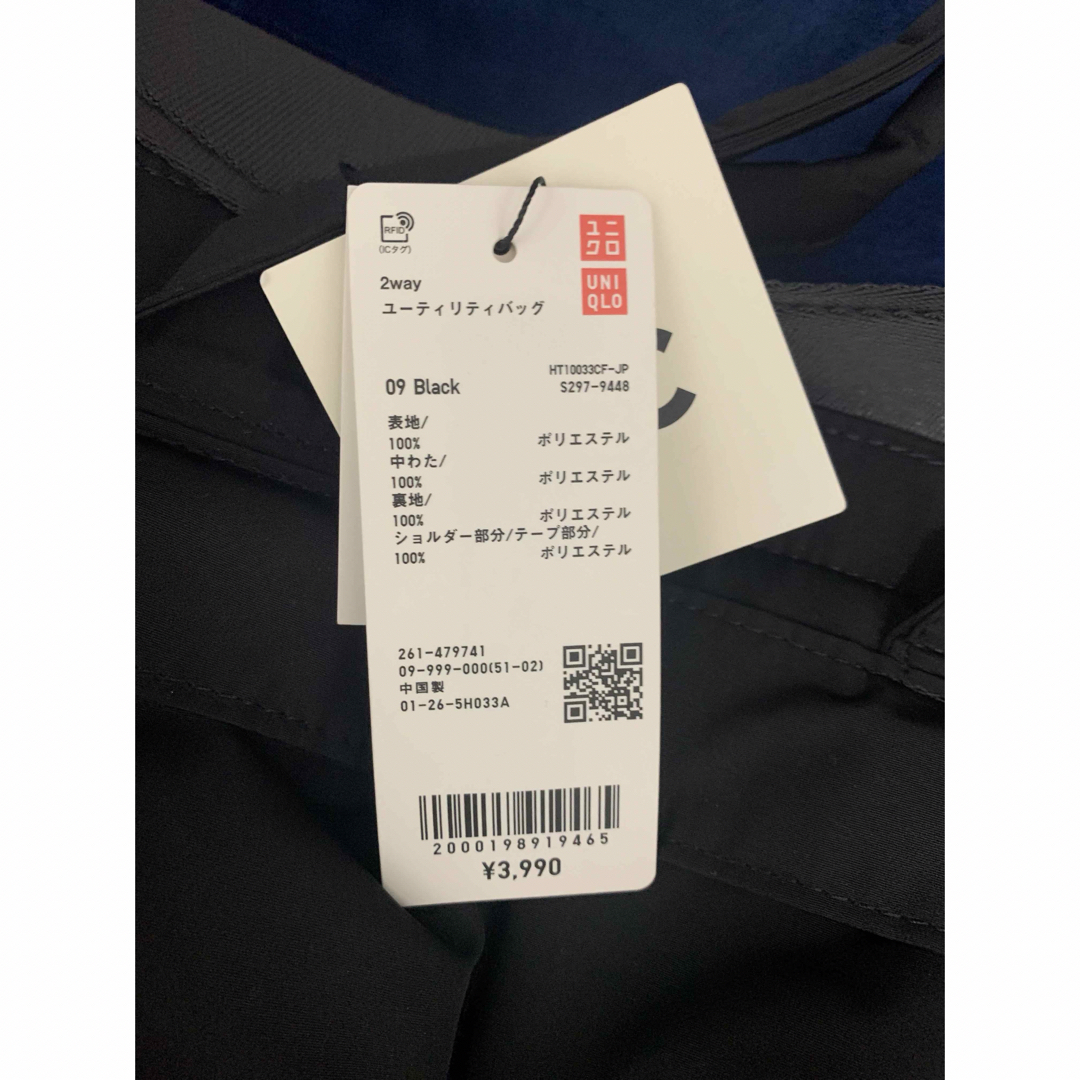 RFID
(ICタグ)
ユニ
クロ
UNI
QLO
2way
ユーティリティバッグ
HT10033CF-JP
09 Black
S297-9448
表地/
100% ポリエステル
中わた/
100% ポリエステル
裏地/
100% ポリエステル
ショルダー部分/テープ部分/
100% ポリエステル
261-479741
09-999-000(51-02)
中国製
01-26-5H033A
2000198919465
¥3,990
C